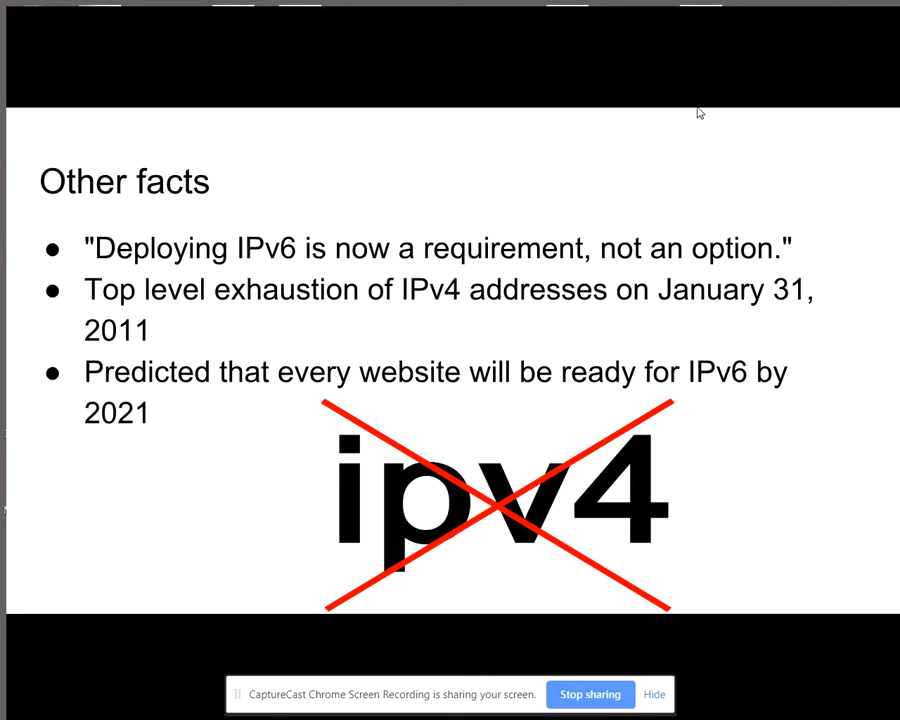 Other facts
● "Deploying IPv6 is now a requirement, not an option."
● Top level exhaustion of IPv4 addresses on January 31,
2011
● Predicted that every website will be ready for IPv6 by
2021
ipv4
CaptureCast Chrome Screen Recording is sharing your screen. Stop sharing Hide